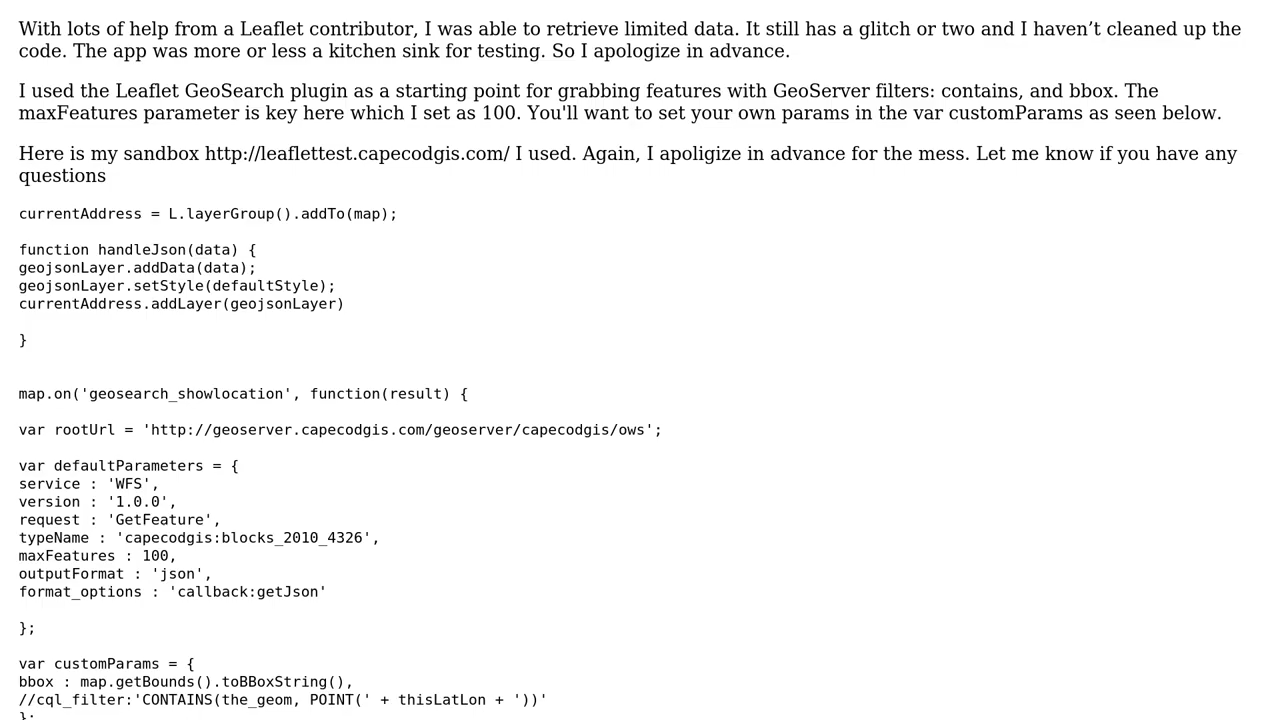 With lots of help from a Leaflet contributor, I was able to retrieve limited data. It still has a glitch or two and I haven’t cleaned up the
code. The app was more or less a kitchen sink for testing. So I apologize in advance.
I used the Leaflet GeoSearch plugin as a starting point for grabbing features with GeoServer filters: contains, and bbox. The
maxFeatures parameter is key here which I set as 100. You'll want to set your own params in the var customParams as seen below.
Here is my sandbox http://leaflettest.capecodgis.com/ I used. Again, I apoligize in advance for the mess. Let me know if you have any
questions
currentAddress = L.layerGroup().addTo(map);
function handleJson(data) {
geojsonLayer.addData(data);
geojsonLayer.setStyle(defaultStyle);
currentAddress.addLayer(geojsonLayer)
}
map.on('geosearch_showlocation', function(result) {
var rootUrl = 'http://geoserver.capecodgis.com/geoserver/capecodgis/ows';
var defaultParameters = {
service : 'WFS',
version : '1.0.0',
request : 'GetFeature',
typeName : 'capecodgis:blocks_2010_4326',
maxFeatures : 100,
outputFormat : 'json',
format_options : 'callback:getJson'
};
var customParams = {
bbox : map.getBounds().toBBoxString(),
//cql_filter:'CONTAINS(the_geom, POINT(' + thisLatLon + '))'
};